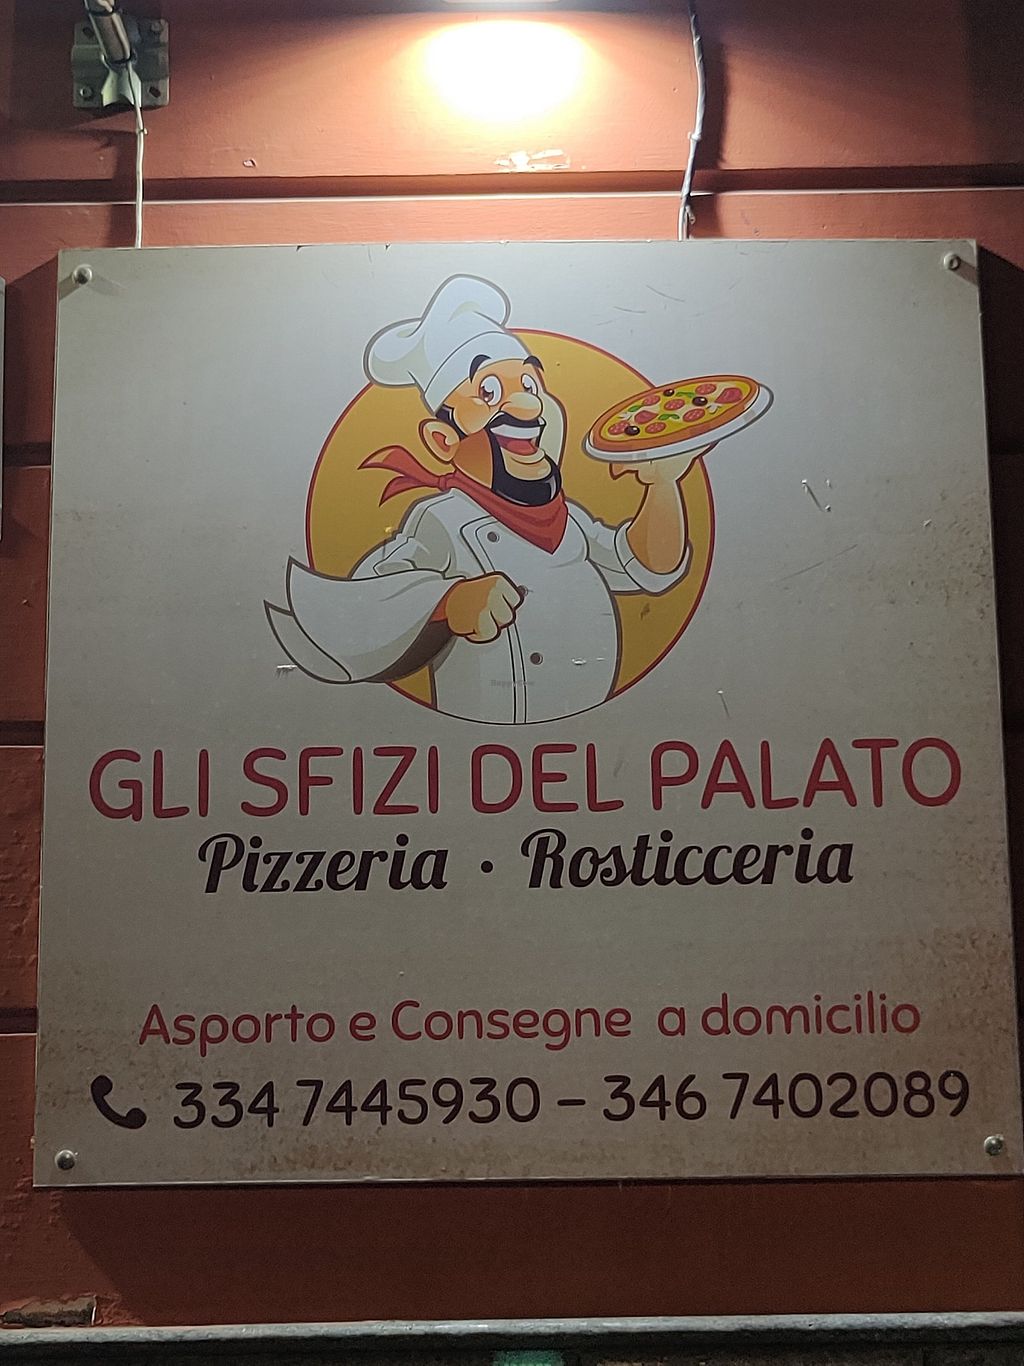 GLI SFIZI DEL PALATO
Pizzeria · Rosticceria
Asporto e Consegne a domicilio
334 7445930 - 346 7402089